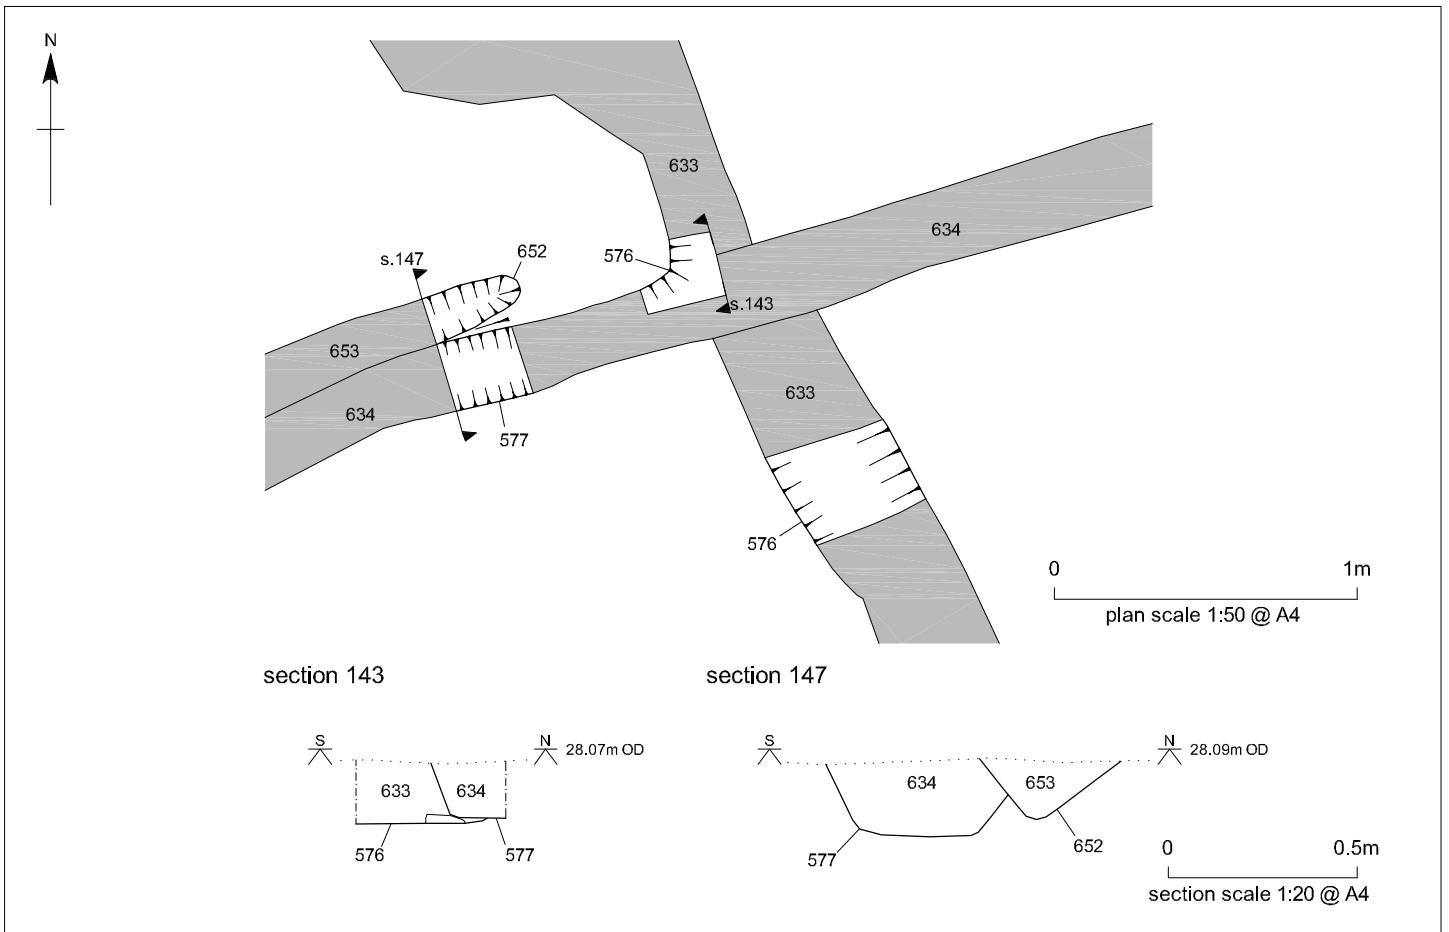 N
633
634
s.147
652
576
s.143
653
633
634
577
576
0 1m
plan scale 1:50 @ A4
section 143
section 147
S N 28.07m OD
S N 28.09m OD
633 634
634 653
576 577
577 652
0 0.5m
section scale 1:20 @ A4